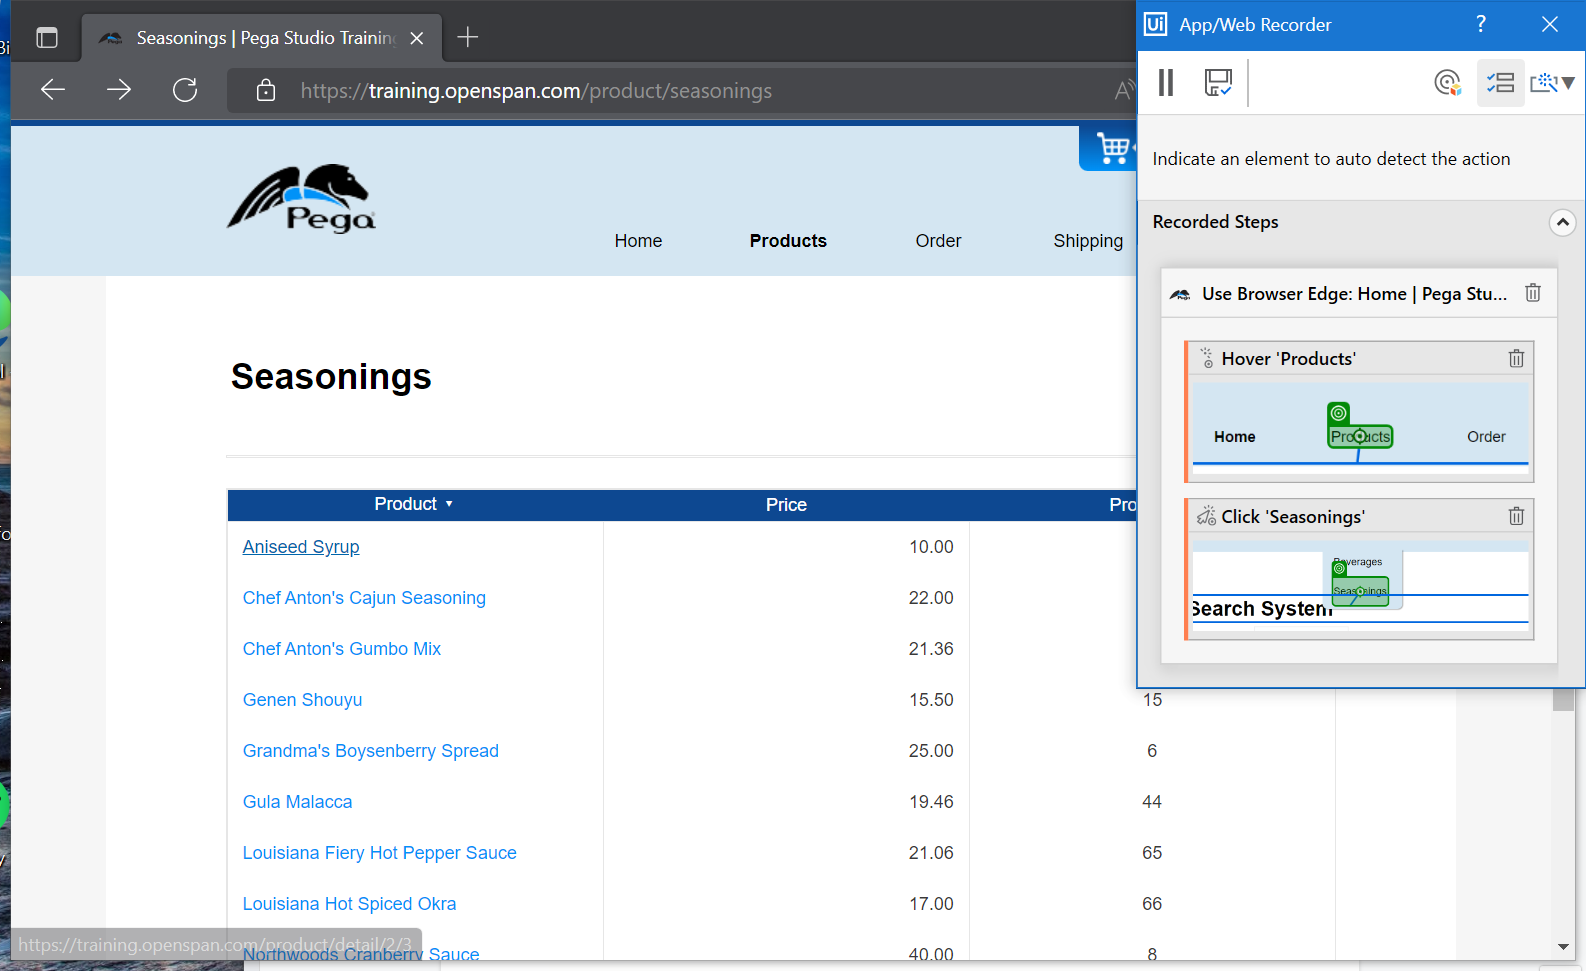 Seasonings | Pega Studio Training
https://training.openspan.com/product/seasonings
Pega
Home
Products
Order
Shipping
Seasonings
Product ▼
Price
Pro
Aniseed Syrup
10.00
Chef Anton's Cajun Seasoning
22.00
Chef Anton's Gumbo Mix
21.36
Genen Shouyu
15.50
15
Grandma's Boysenberry Spread
25.00
6
Gula Malacca
19.46
44
Louisiana Fiery Hot Pepper Sauce
21.06
65
Louisiana Hot Spiced Okra
17.00
66
Northwoods Cranberry Sauce
40.00
8
https://training.openspan.com/product/detail/2/3
Ui App/Web Recorder
?
Indicate an element to auto detect the action
Recorded Steps
Use Browser Edge: Home | Pega Stu...
Hover 'Products'
Home
Products
Order
Click 'Seasonings'
Beverages
Seasonings
Search System